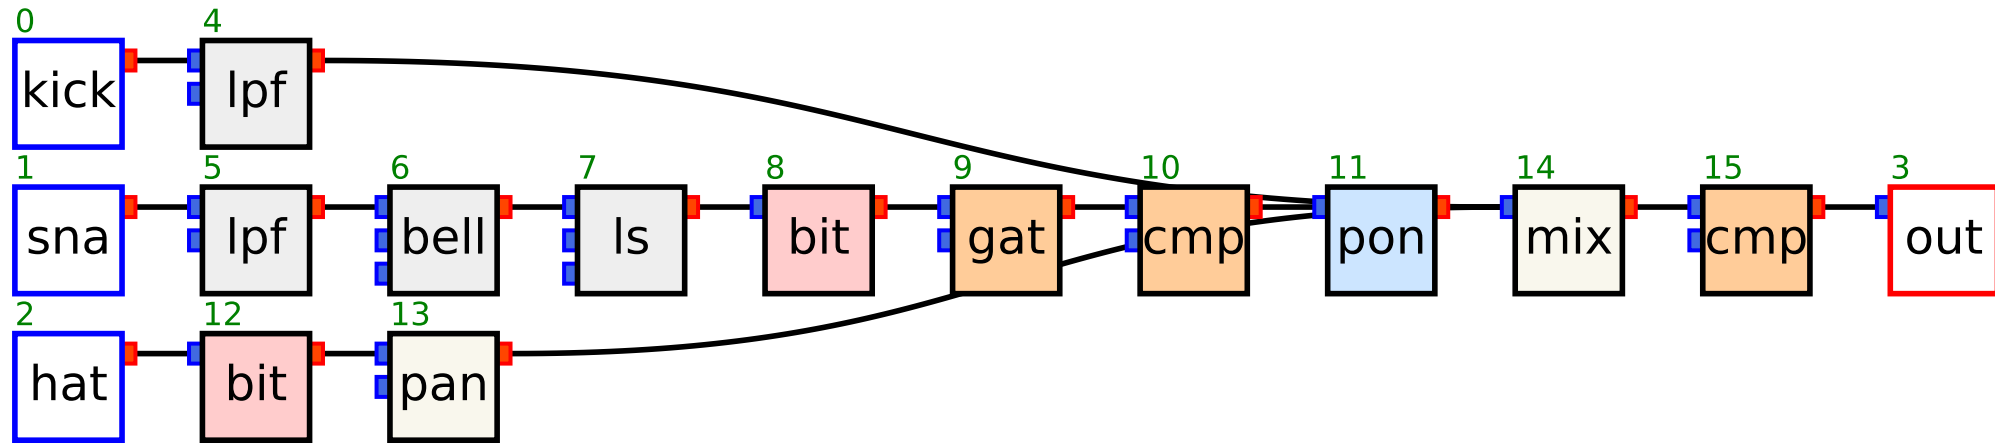 0 4
kick lpf
1 5 6 7 8 9 10 11 14 15 3
sna lpf bell ls bit gat cmp pon mix cmp out
2 12 13
hat bit pan